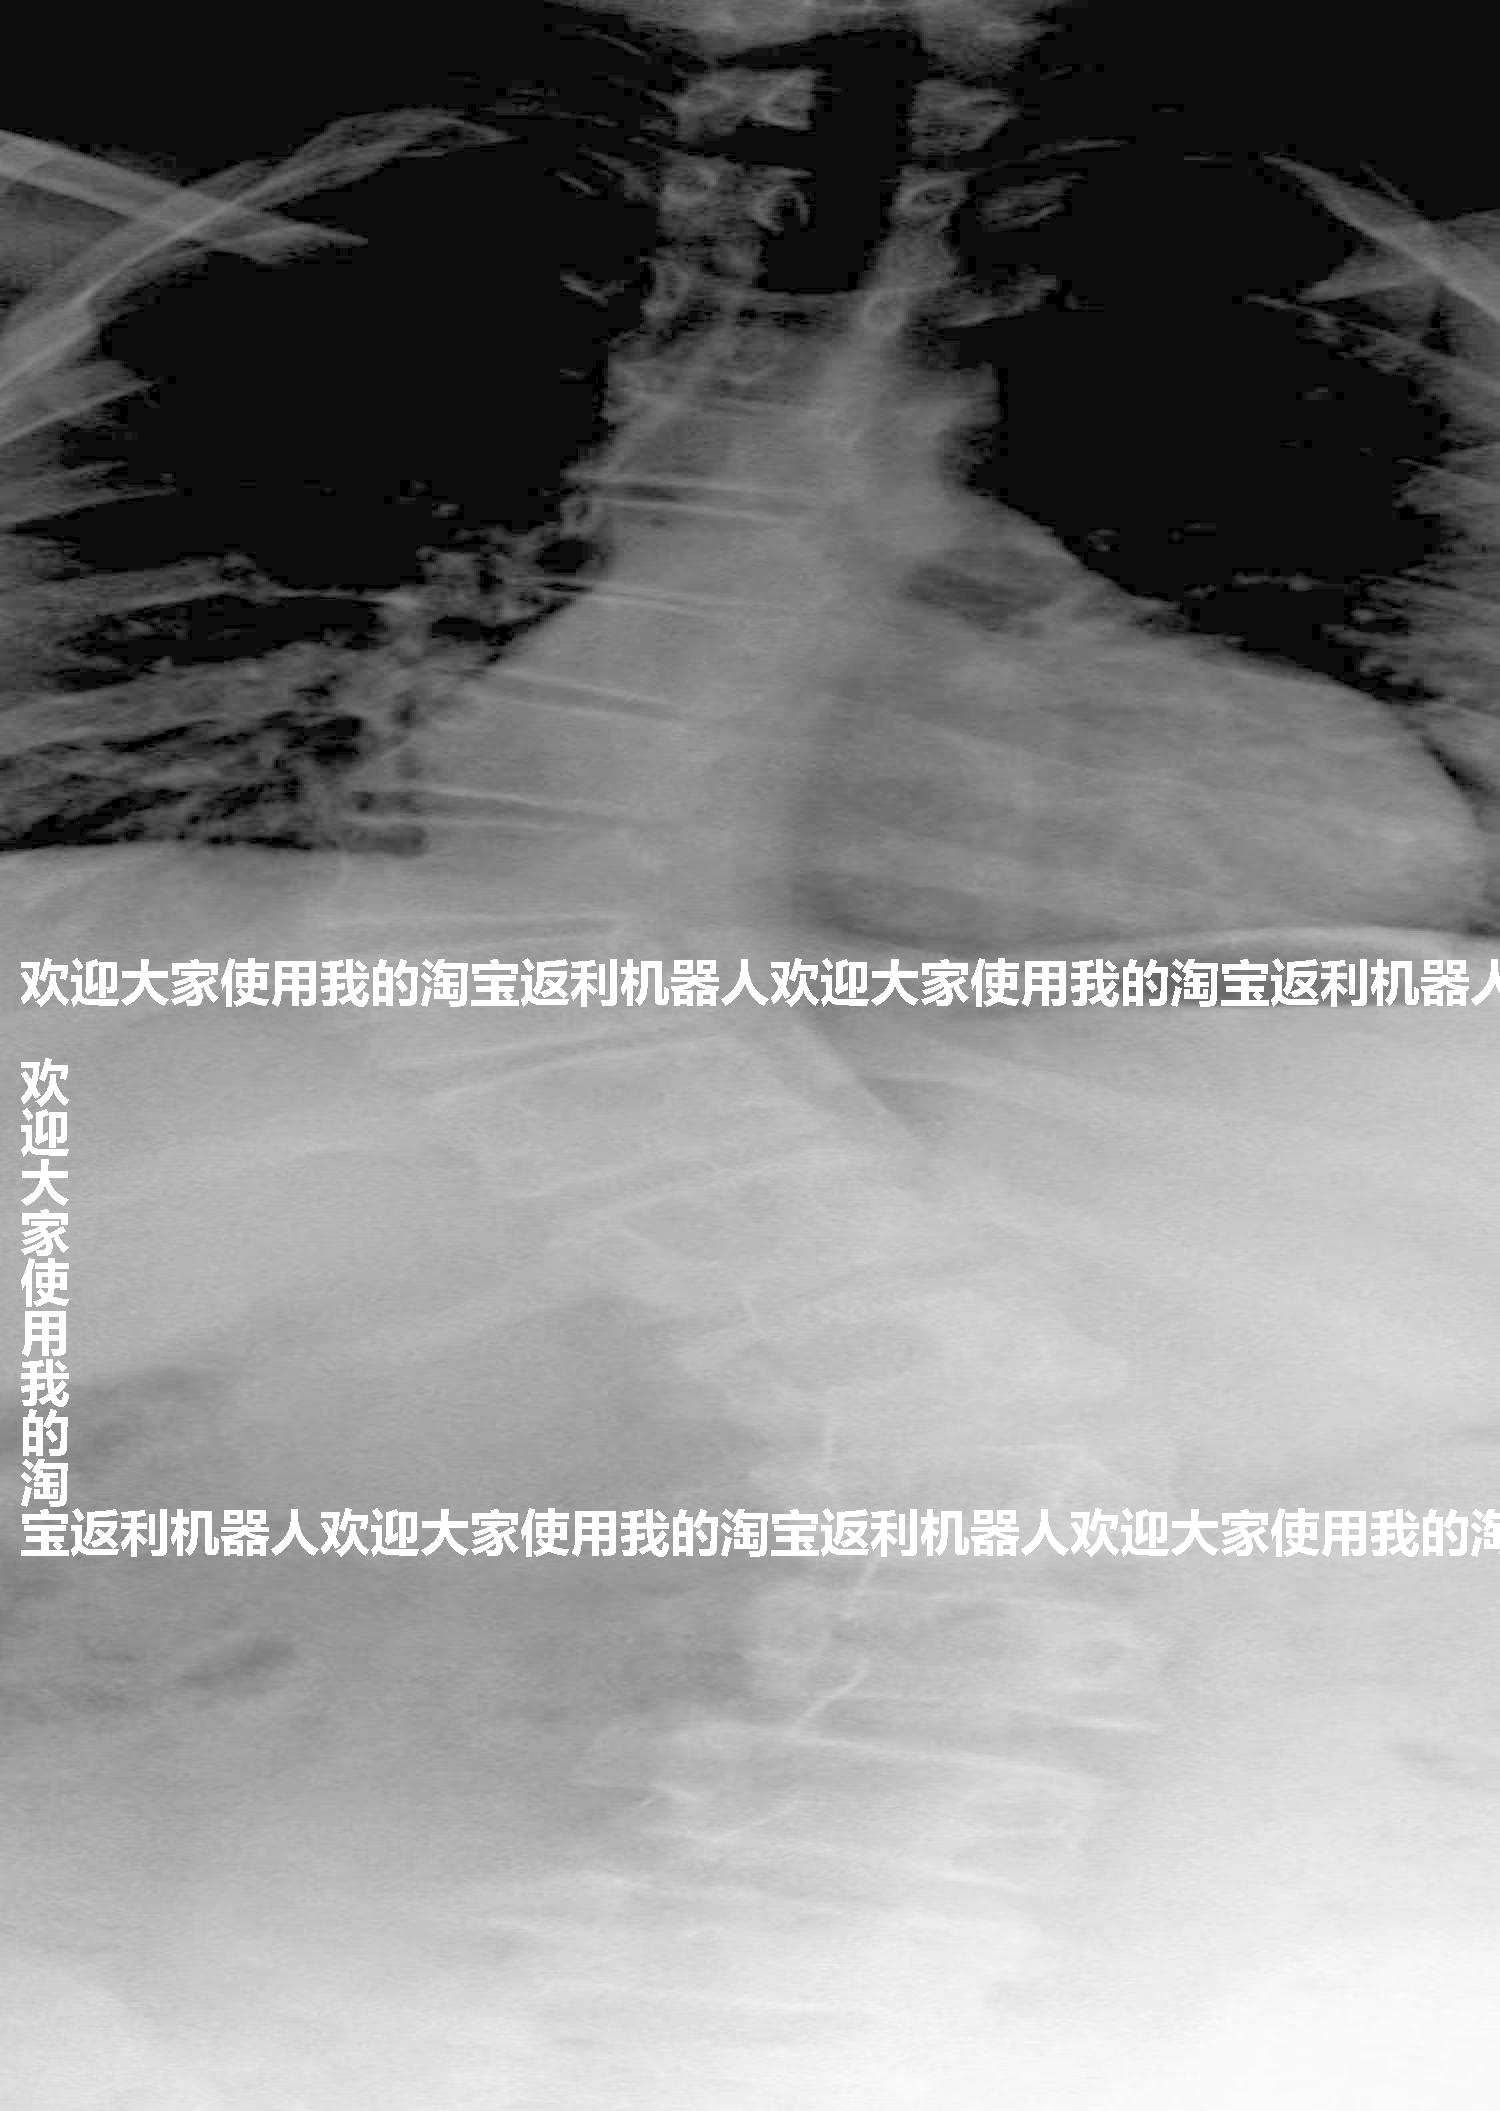 欢迎大家使用我的淘宝返利机器人欢迎大家使用我的淘宝返利机器人
欢迎大家使用我的淘
宝返利机器人欢迎大家使用我的淘宝返利机器人欢迎大家使用我的淘